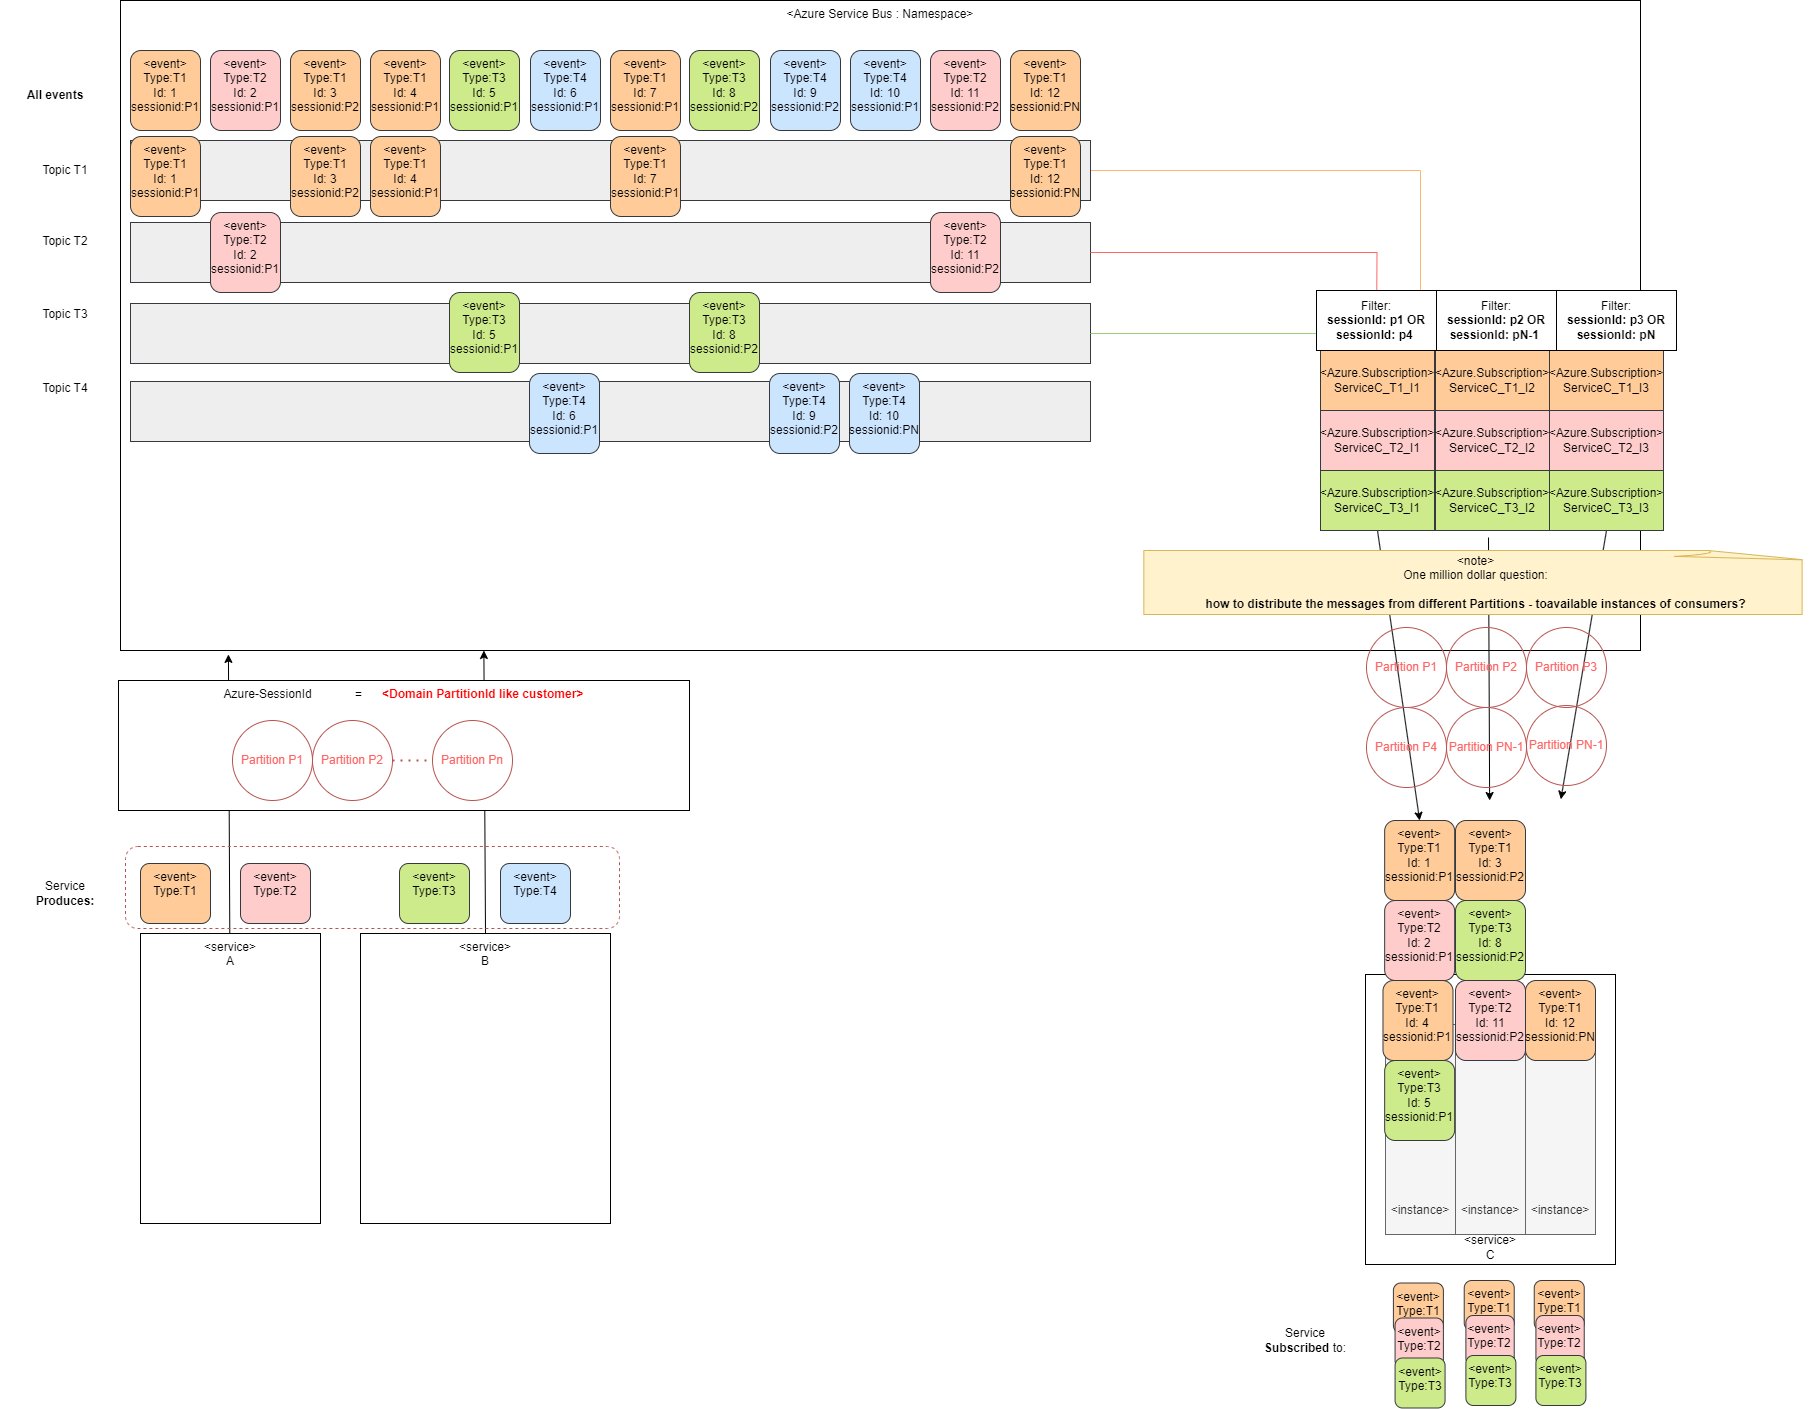 <Azure Service Bus : Namespace>
All events
<event>
Type:T1
Id: 1
sessionid:P1
<event>
Type:T2
Id: 2
sessionid:P1
<event>
Type:T1
Id: 3
sessionid:P2
<event>
Type:T1
Id: 4
sessionid:P1
<event>
Type:T3
Id: 5
sessionid:P1
<event>
Type:T4
Id: 6
sessionid:P1
<event>
Type:T1
Id: 7
sessionid:P1
<event>
Type:T3
Id: 8
sessionid:P2
<event>
Type:T4
Id: 9
sessionid:P2
<event>
Type:T4
Id: 10
sessionid:P1
<event>
Type:T2
Id: 11
sessionid:P2
<event>
Type:T1
Id: 12
sessionid:PN
Topic T1
<event>
Type:T1
Id: 1
sessionid:P1
<event>
Type:T1
Id: 3
sessionid:P2
<event>
Type:T1
Id: 4
sessionid:P1
<event>
Type:T1
Id: 7
sessionid:P1
<event>
Type:T1
Id: 12
sessionid:PN
Topic T2
<event>
Type:T2
Id: 2
sessionid:P1
<event>
Type:T2
Id: 11
sessionid:P2
Topic T3
<event>
Type:T3
Id: 5
sessionid:P1
<event>
Type:T3
Id: 8
sessionid:P2
Topic T4
<event>
Type:T4
Id: 6
sessionid:P1
<event>
Type:T4
Id: 9
sessionid:P2
<event>
Type:T4
Id: 10
sessionid:PN
Filter:
sessionId: p1 OR
sessionId: p4
Filter:
sessionId: p2 OR
sessionId: pN-1
Filter:
sessionId: p3 OR
sessionId: pN
<Azure.Subscription>
ServiceC_T1_I1
<Azure.Subscription>
ServiceC_T1_I2
<Azure.Subscription>
ServiceC_T1_I3
<Azure.Subscription>
ServiceC_T2_I1
<Azure.Subscription>
ServiceC_T2_I2
<Azure.Subscription>
ServiceC_T2_I3
<Azure.Subscription>
ServiceC_T3_I1
<Azure.Subscription>
ServiceC_T3_I2
<Azure.Subscription>
ServiceC_T3_I3
<note>
One million dollar question:
how to distribute the messages from different Partitions - toavailable instances of consumers?
Partition P1
Partition P2
Partition P3
Partition P4
Partition PN-1
Partition PN-1
Azure-SessionId = <Domain PartitionId like customer>
Partition P1
Partition P2
Partition Pn
Service
Produces:
<event>
Type:T1
<event>
Type:T2
<event>
Type:T3
<event>
Type:T4
<service>
A
<service>
B
<event>
Type:T1
Id: 1
sessionid:P1
<event>
Type:T1
Id: 3
sessionid:P2
<event>
Type:T2
Id: 2
sessionid:P1
<event>
Type:T3
Id: 8
sessionid:P2
<event>
Type:T1
Id: 4
sessionid:P1
<event>
Type:T2
Id: 11
sessionid:P2
<event>
Type:T1
Id: 12
sessionid:PN
<event>
Type:T3
Id: 5
sessionid:P1
<instance>
<instance>
<instance>
<service>
C
Service
Subscribed to:
<event>
Type:T1
<event>
Type:T2
<event>
Type:T3
<event>
Type:T1
<event>
Type:T2
<event>
Type:T3
<event>
Type:T1
<event>
Type:T2
<event>
Type:T3